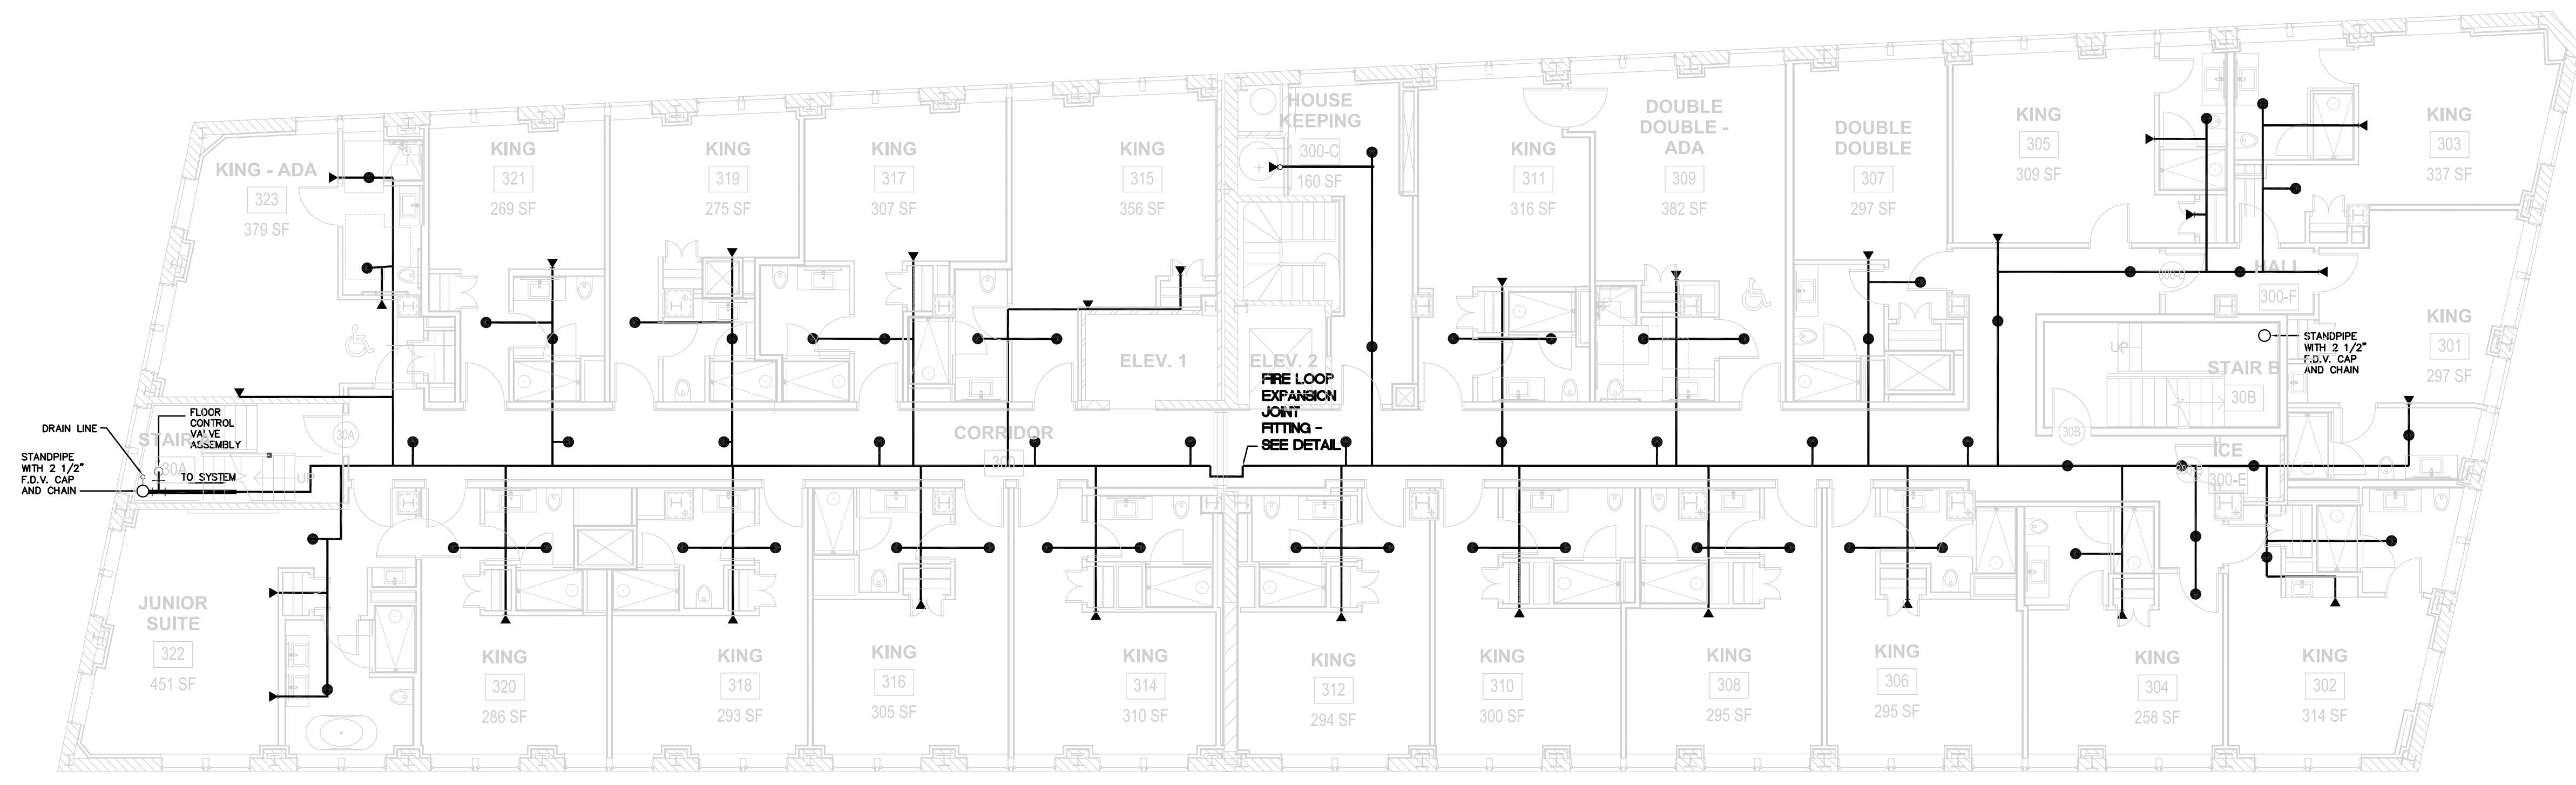 KING - ADA
323
379 SF
KING
321
269 SF
KING
319
275 SF
KING
317
307 SF
KING
315
356 SF
HOUSE
KEEPING
300-C
160 SF
KING
311
316 SF
DOUBLE
DOUBLE -
ADA
309
382 SF
DOUBLE
DOUBLE
307
297 SF
KING
305
309 SF
KING
303
337 SF
HALL
300-F
300-D
KING
301
297 SF
STANDPIPE
WITH 2 1/2"
F.D.V. CAP
AND CHAIN
STAIR B
30B
UP
30B
ELEV. 1
ELEV. 2
FIRE LOOP
EXPANSION
JOINT
FITTING -
SEE DETAIL
CORRIDOR
300
ICE
300-E
DRAIN LINE
FLOOR
CONTROL
VALVE
ASSEMBLY
STAIR A
30A
30A
UP
TO SYSTEM
STANDPIPE
WITH 2 1/2"
F.D.V. CAP
AND CHAIN
JUNIOR
SUITE
322
451 SF
KING
320
286 SF
KING
318
293 SF
KING
316
305 SF
KING
314
310 SF
KING
312
294 SF
KING
310
300 SF
KING
308
295 SF
KING
306
295 SF
KING
304
258 SF
KING
302
314 SF